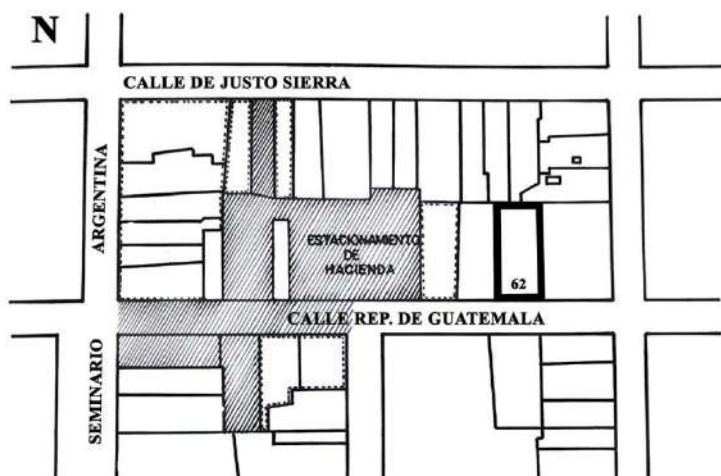 N
CALLE DE JUSTO SIERRA
ARGENTINA
ESTACIONAMIENTO
DE
HACIENDA
62
CALLE REP. DE GUATEMALA
SEMINARIO